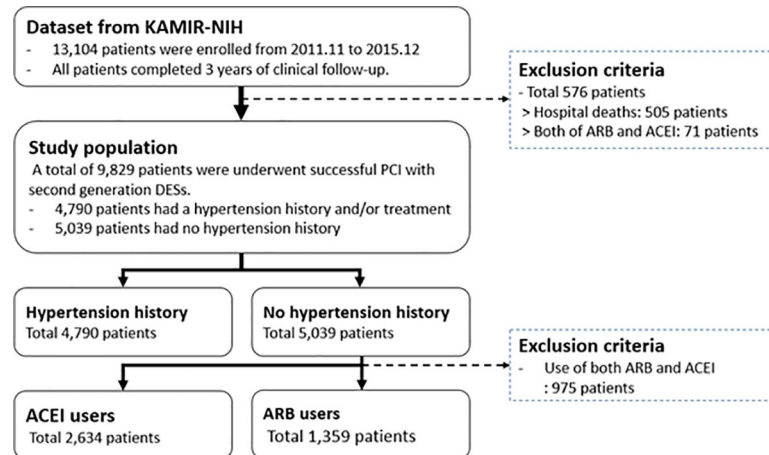 Dataset from KAMIR-NIH
- 13,104 patients were enrolled from 2011.11 to 2015.12
- All patients completed 3 years of clinical follow-up.
Exclusion criteria
- Total 576 patients
> Hospital deaths: 505 patients
> Both of ARB and ACEI: 71 patients
Study population
A total of 9,829 patients were underwent successful PCI with
second generation DESs.
- 4,790 patients had a hypertension history and/or treatment
- 5,039 patients had no hypertension history
Hypertension history
Total 4,790 patients
No hypertension history
Total 5,039 patients
Exclusion criteria
- Use of both ARB and ACEI
: 975 patients
ACEI users
Total 2,634 patients
ARB users
Total 1,359 patients